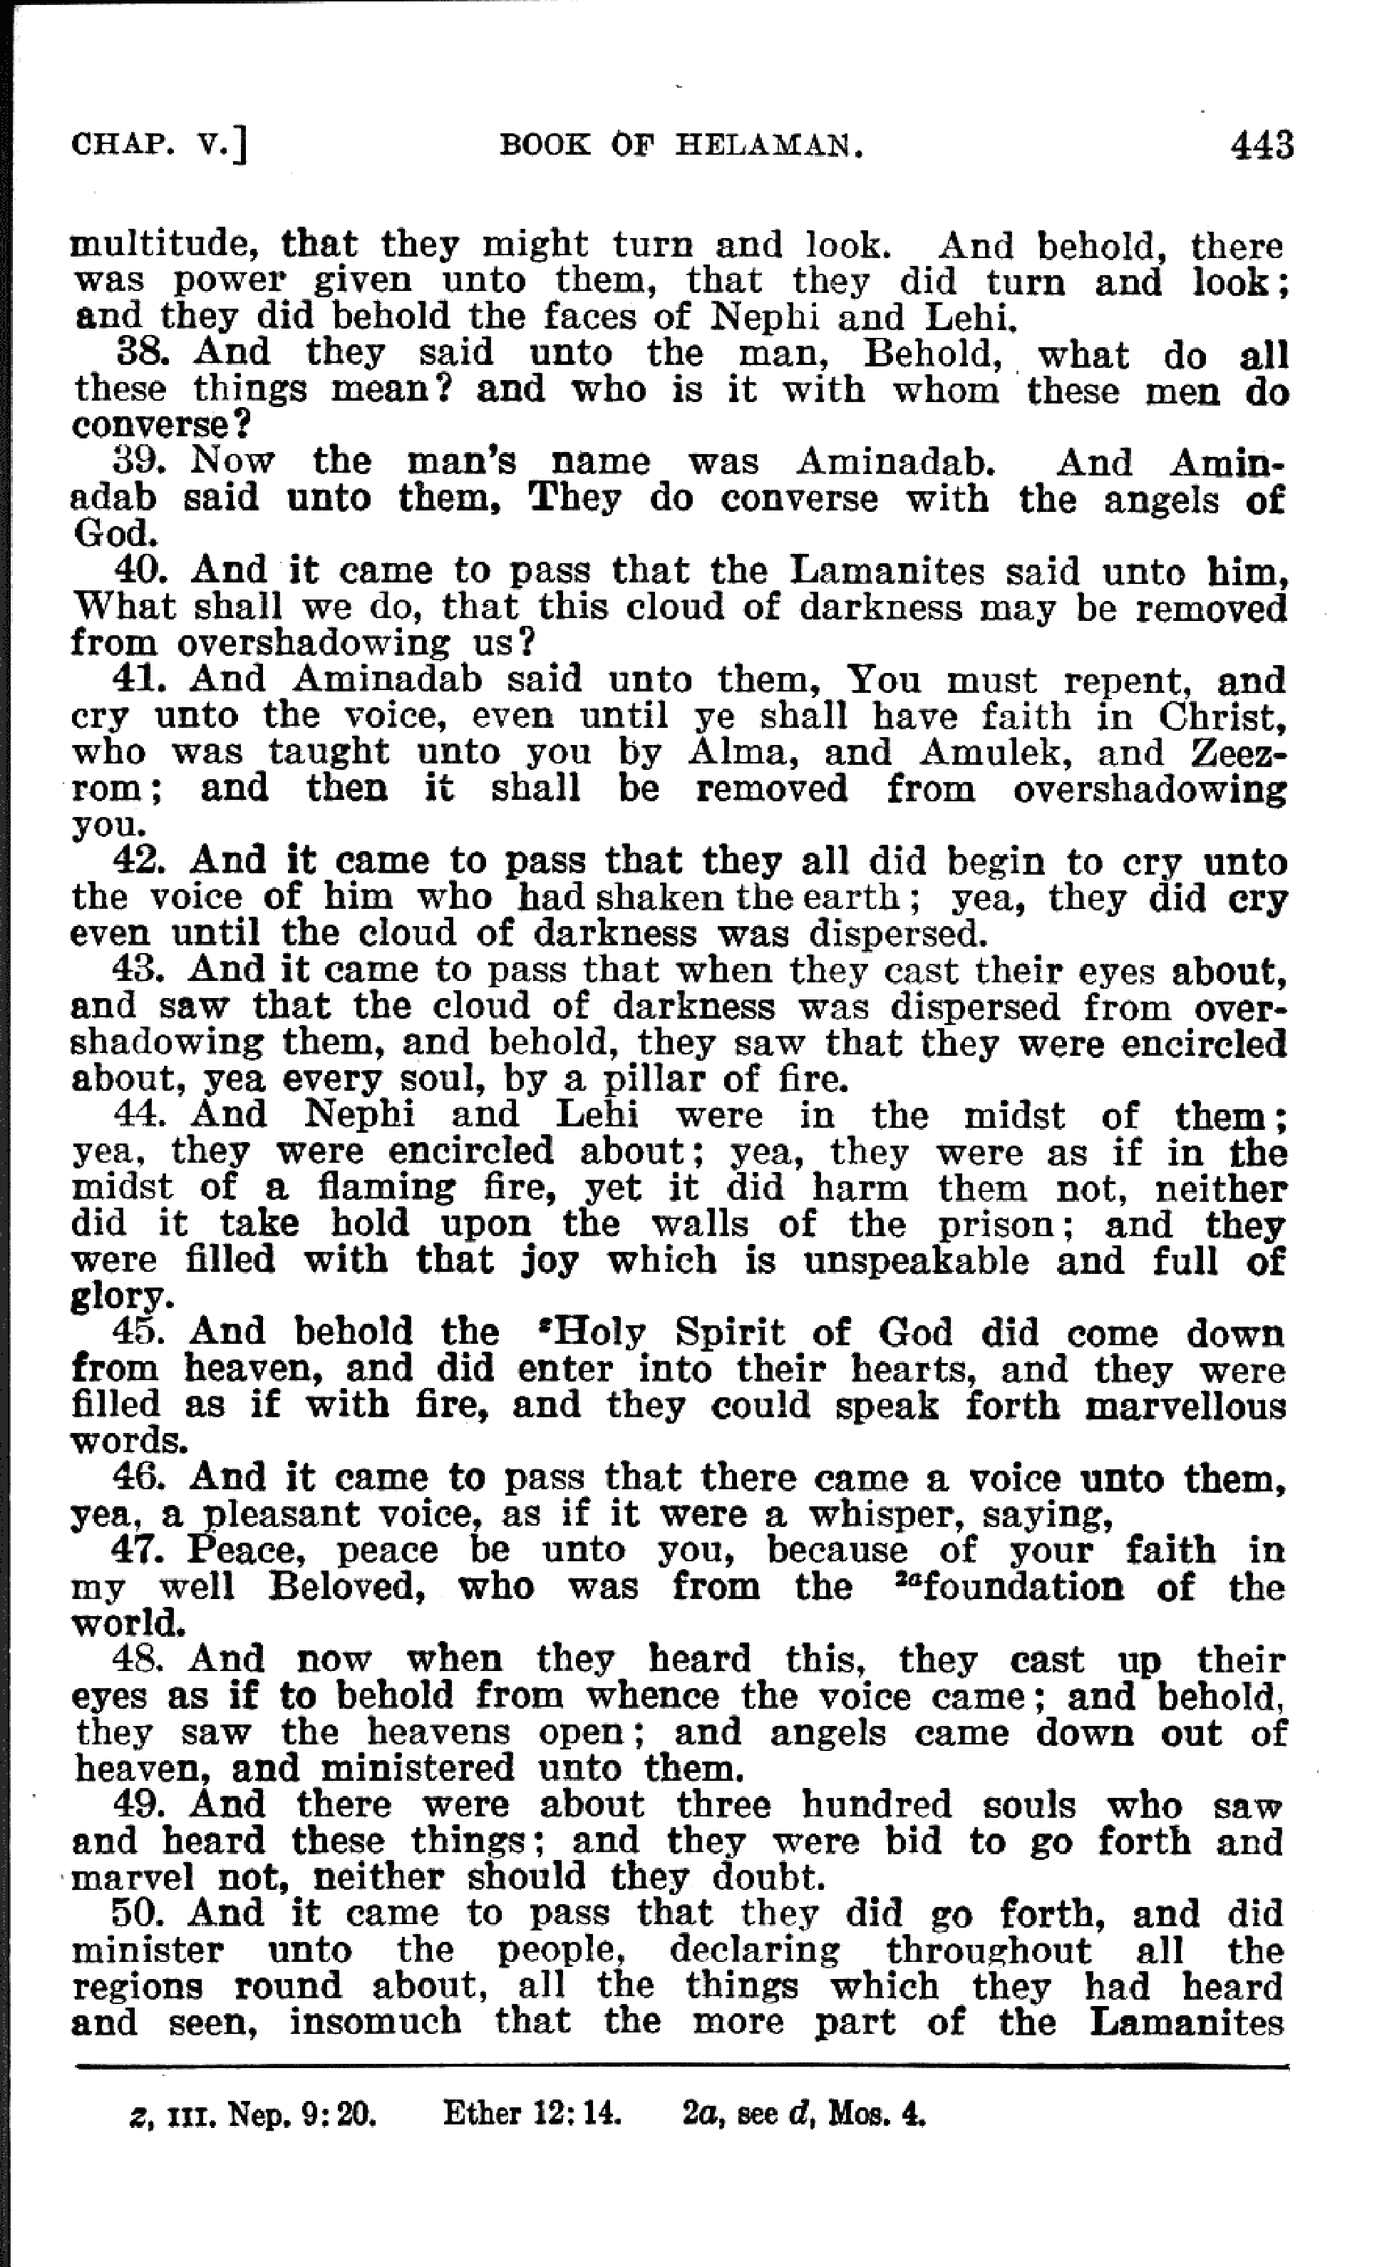 CHAP. V.] BOOK OF HELAMAN. 443
multitude, that they might turn and look. And behold, there
was power given unto them, that they did turn and look;
and they did behold the faces of Nephi and Lehi.
38. And they said unto the man, Behold, what do all
these things mean? and who is it with whom these men do
converse?
39. Now the man's name was Aminadab. And Amin-
adab said unto them, They do converse with the angels of
God.
40. And it came to pass that the Lamanites said unto him,
What shall we do, that this cloud of darkness may be removed
from overshadowing us?
41. And Aminadab said unto them, You must repent, and
cry unto the voice, even until ye shall have faith in Christ,
who was taught unto you by Alma, and Amulek, and Zeez-
rom; and then it shall be removed from overshadowing
you.
42. And it came to pass that they all did begin to cry unto
the voice of him who had shaken the earth; yea, they did cry
even until the cloud of darkness was dispersed.
43. And it came to pass that when they cast their eyes about,
and saw that the cloud of darkness was dispersed from over-
shadowing them, and behold, they saw that they were encircled
about, yea every soul, by a pillar of fire.
44. And Nephi and Lehi were in the midst of them;
yea, they were encircled about; yea, they were as if in the
midst of a flaming fire, yet it did harm them not, neither
did it take hold upon the walls of the prison; and they
were filled with that joy which is unspeakable and full of
glory.
45. And behold the zHoly Spirit of God did come down
from heaven, and did enter into their hearts, and they were
filled as if with fire, and they could speak forth marvellous
words.
46. And it came to pass that there came a voice unto them,
yea, a pleasant voice, as if it were a whisper, saying,
47. Peace, peace be unto you, because of your faith in
my well Beloved, who was from the 2afoundation of the
world.
48. And now when they heard this, they cast up their
eyes as if to behold from whence the voice came; and behold,
they saw the heavens open; and angels came down out of
heaven, and ministered unto them.
49. And there were about three hundred souls who saw
and heard these things; and they were bid to go forth and
marvel not, neither should they doubt.
50. And it came to pass that they did go forth, and did
minister unto the people, declaring throughout all the
regions round about, all the things which they had heard
and seen, insomuch that the more part of the Lamanites
z, III. Nep. 9:20. Ether 12:14. 2a, see d, Mos. 4.